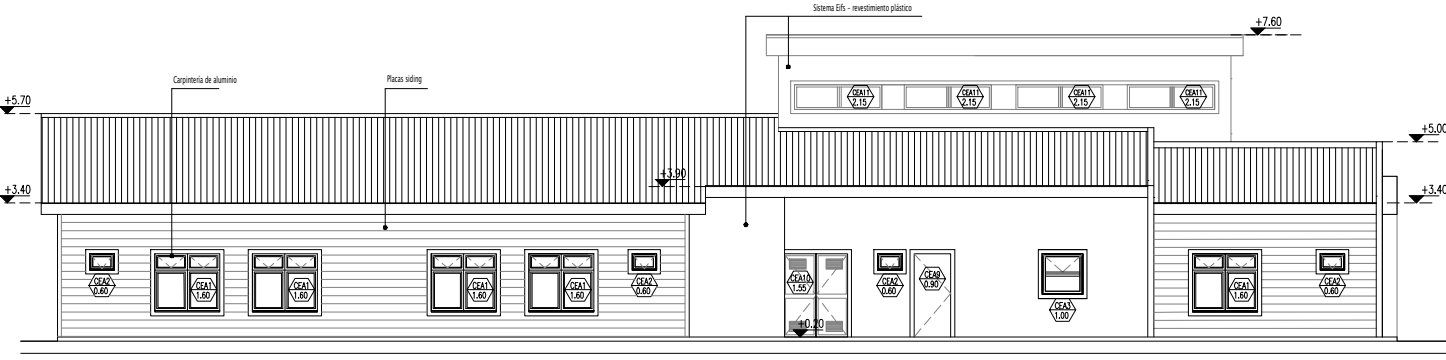 Sistema Eifs - revestimiento plástico
+7.60
Carpintería de aluminio
Placas siding
+5.70
CEA11
2.15
CEA11
2.15
CEA11
2.15
CEA11
2.15
+5.00
+3.90
+3.40
+3.40
CEA2
0.60
CEA1
1.60
CEA1
1.60
CEA1
1.60
CEA1
1.60
CEA2
0.60
CEA10
1.55
CEA2
0.60
CEA9
0.90
CEA3
1.00
CEA1
1.60
CEA2
0.60
+0.20